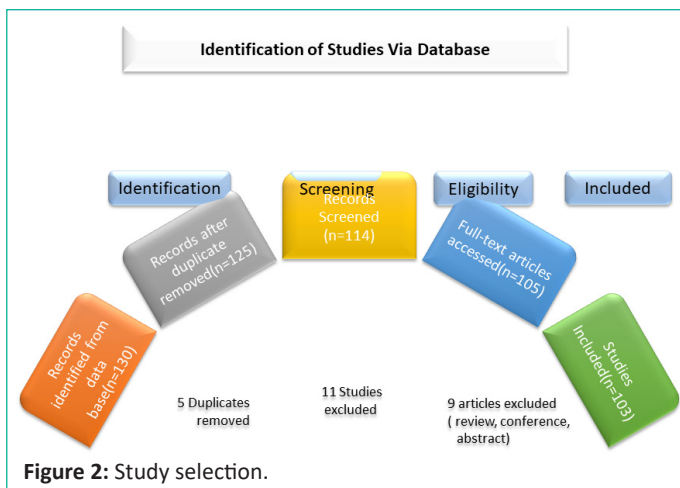 Identification of Studies Via Database
Identification
Screening
Eligibility
Included
Records
identified from
data
base(n=130)
Records after
duplicate
removed(n=125)
Records
Screened
(n=114)
Full-text articles
accessed(n=105)
Studies
Included(n=103)
5 Duplicates
removed
11 Studies
excluded
9 articles excluded
( review, conference,
abstract)
Figure 2: Study selection.